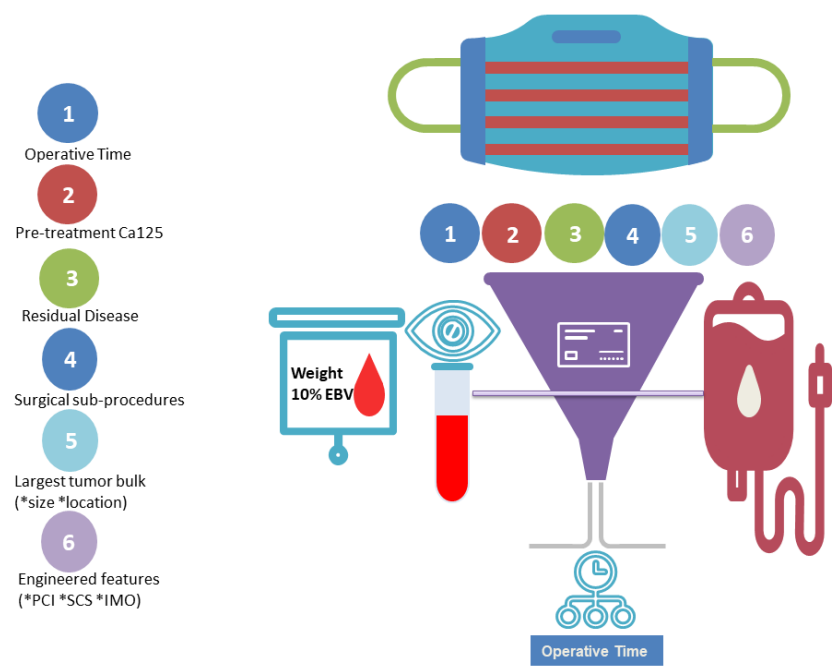 1
Operative Time
2
Pre-treatment Ca125
3
Residual Disease
4
Surgical sub-procedures
5
Largest tumor bulk
(*size *location)
6
Engineered features
(*PCI *SCS *IMO)
1 2 3 4 5 6
Weight
10% EBV
Operative Time